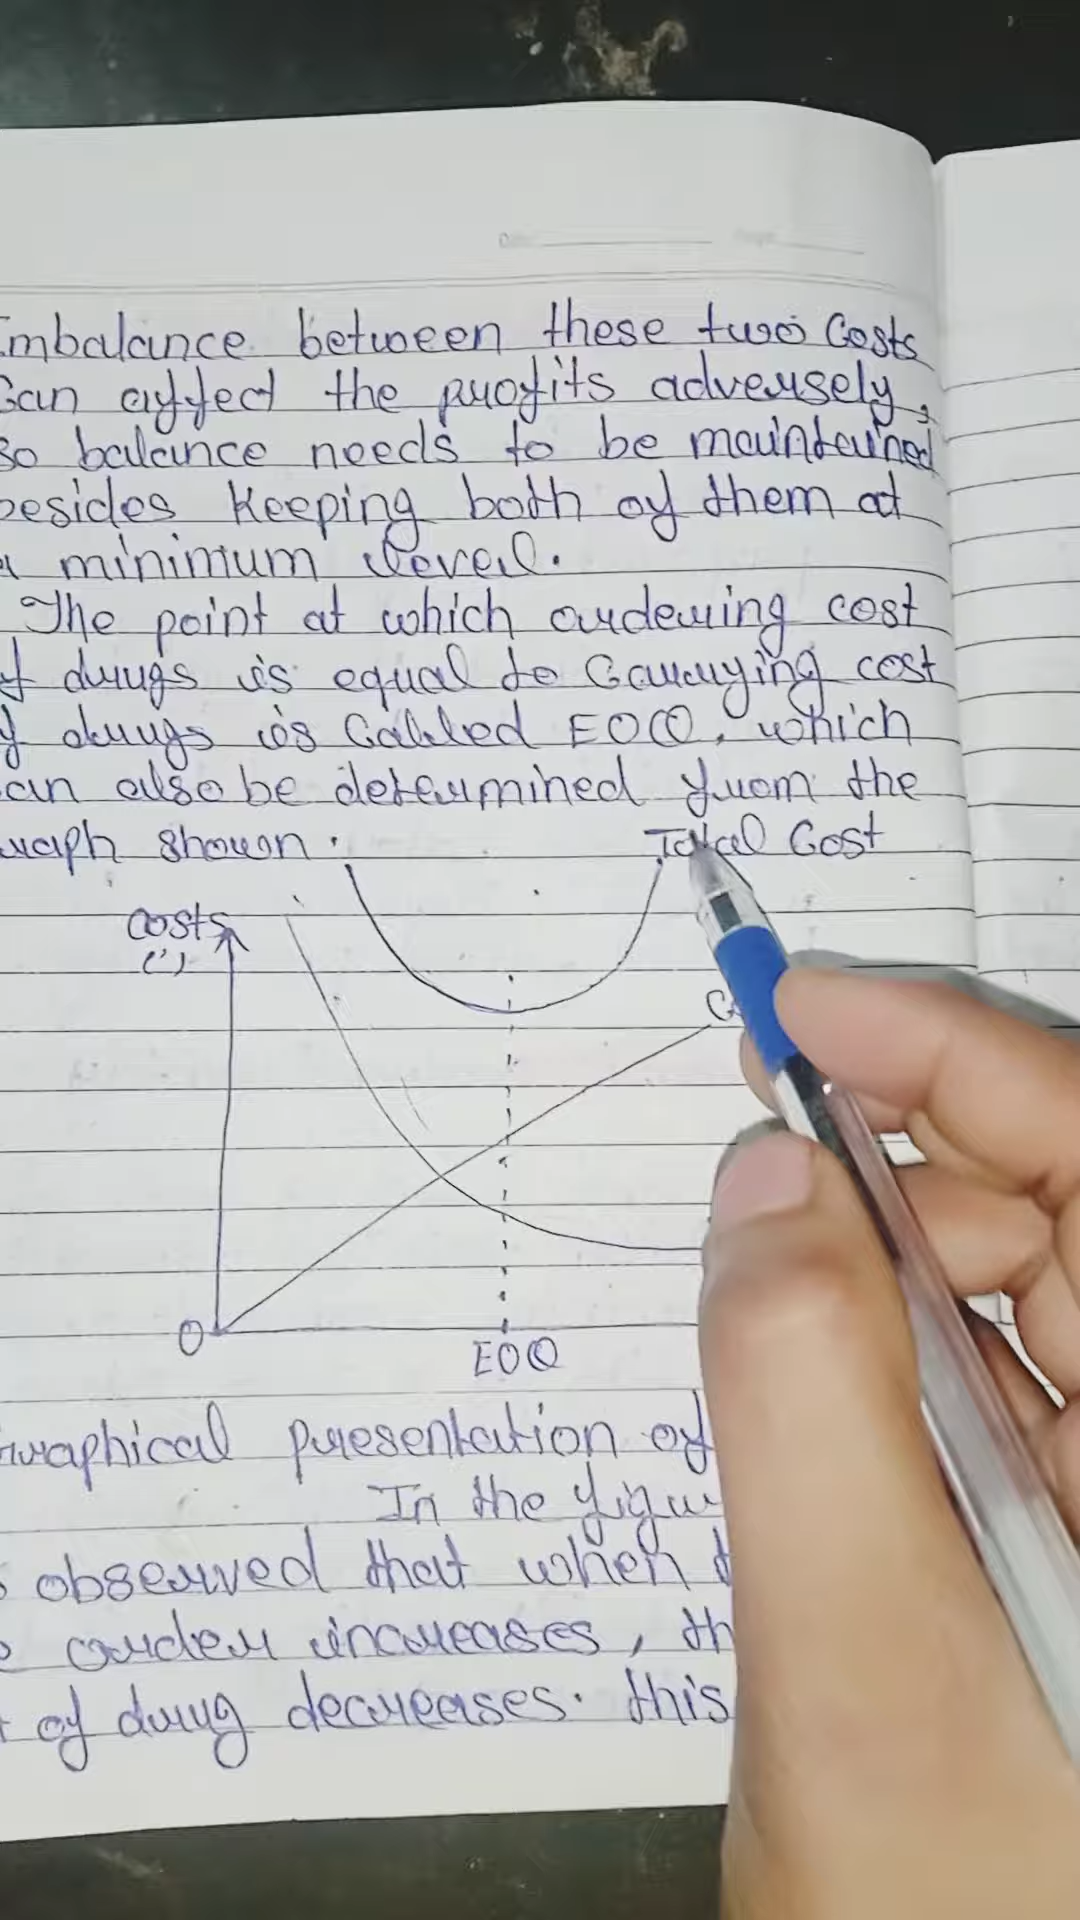 Imbalance between these two Costs
Can affect the profits adversely,
so balance needs to be maintained
besides Keeping both of them at
a minimum level.
The point at which ordering cost
of drugs is equal to Carrying cost
of drugs is Called EOQ, which
can also be determined from the
graph shown.
Total Cost
Costs
(')
O
EOQ
Graphical presentation of
In the
observed that when
order increases,
of drug decreases. this